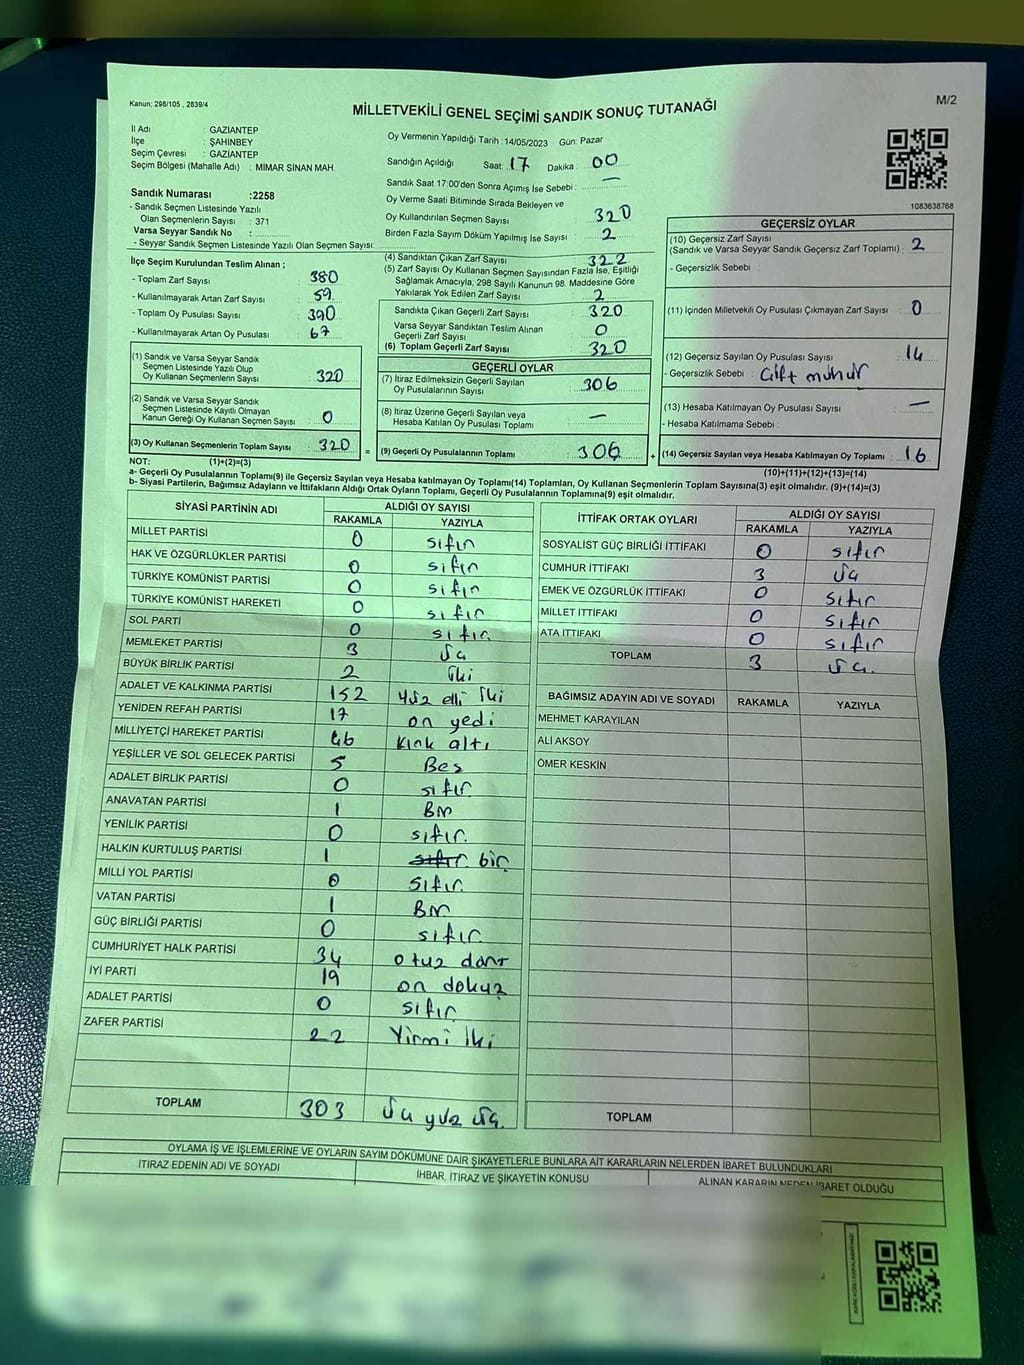 Kanun; 298/105 , 2839/4
MİLLETVEKİLİ GENEL SEÇİMİ SANDIK SONUÇ TUTANAĞI
M/2
İl Adı : GAZİANTEP
İlçe : ŞAHİNBEY
Seçim Çevresi : GAZİANTEP
Seçim Bölgesi (Mahalle Adı) : MİMAR SİNAN MAH.
Sandık Numarası :2258
- Sandık Seçmen Listesinde Yazılı
Olan Seçmenlerin Sayısı : 371
Varsa Seyyar Sandık No :
- Seyyar Sandık Seçmen Listesinde Yazılı Olan Seçmen Sayısı:
Oy Vermenin Yapıldığı Tarih :14/05/2023 Gün: Pazar
Sandığın Açıldığı Saat: 17 Dakika : 00
Sandık Saat 17:00'den Sonra Açımış İse Sebebi : —
Oy Verme Saati Bitiminde Sırada Bekleyen ve
Oy Kullandırılan Seçmen Sayısı : 320
Birden Fazla Sayım Döküm Yapılmış İse Sayısı : 2
1083638768
İlçe Seçim Kurulundan Teslim Alınan ;
- Toplam Zarf Sayısı : 380
- Kullanılmayarak Artan Zarf Sayısı : 59
- Toplam Oy Pusulası Sayısı : 390
- Kullanılmayarak Artan Oy Pusulası : 67
(4) Sandıktan Çıkan Zarf Sayısı : 322
(5) Zarf Sayısı Oy Kullanan Seçmen Sayısından Fazla İse, Eşitliği
Sağlamak Amacıyla; 298 Sayılı Kanunun 98. Maddesine Göre
Yakılarak Yok Edilen Zarf Sayısı : 2
Sandıkta Çıkan Geçerli Zarf Sayısı : 320
Varsa Seyyar Sandıktan Teslim Alınan
Geçerli Zarf Sayısı : 0
(6) Toplam Geçerli Zarf Sayısı : 320
GEÇERSİZ OYLAR
(10) Geçersiz Zarf Sayısı
(Sandık ve Varsa Seyyar Sandık Geçersiz Zarf Toplamı) : 2
- Geçersizlik Sebebi :
(11) İçinden Milletvekili Oy Pusulası Çıkmayan Zarf Sayısı : 0
(12) Geçersiz Sayılan Oy Pusulası Sayısı : 14
- Geçersizlik Sebebi : Çift mühür
(13) Hesaba Katılmayan Oy Pusulası Sayısı : —
- Hesaba Katılmama Sebebi :
(14) Geçersiz Sayılan veya Hesaba Katılmayan Oy Toplamı : 16
(1) Sandık ve Varsa Seyyar Sandık
Seçmen Listesinde Yazılı Olup
Oy Kullanan Seçmenlerin Sayısı : 320
(2) Sandık ve Varsa Seyyar Sandık
Seçmen Listesinde Kayıtlı Olmayan
Kanun Gereği Oy Kullanan Seçmen Sayısı : 0
(3) Oy Kullanan Seçmenlerin Toplam Sayısı : 320 =
GEÇERLİ OYLAR
(7) İtiraz Edilmeksizin Geçerli Sayılan
Oy Pusulalarının Sayısı : 306
(8) İtiraz Üzerine Geçerli Sayılan veya
Hesaba Katılan Oy Pusulası Toplamı : —
(9) Geçerli Oy Pusulalarının Toplamı : 306 +
NOT: (1)+(2)=(3)
(10)+(11)+(12)+(13)=(14)
a- Geçerli Oy Pusulalarının Toplamı(9) ile Geçersiz Sayılan veya Hesaba katılmayan Oy Toplamı(14) Toplamları, Oy Kullanan Seçmenlerin Toplam Sayısına(3) eşit olmalıdır. (9)+(14)=(3)
b- Siyasi Partilerin, Bağımsız Adayların ve İttifakların Aldığı Ortak Oyların Toplamı, Geçerli Oy Pusulalarının Toplamına(9) eşit olmalıdır.
SİYASİ PARTİNİN ADI ALDIĞI OY SAYISI
RAKAMLA YAZIYLA
MİLLET PARTİSİ 0 sıfır
HAK VE ÖZGÜRLÜKLER PARTİSİ 0 sıfır
TÜRKİYE KOMÜNİST PARTİSİ 0 sıfır
TÜRKİYE KOMÜNİST HAREKETİ 0 sıfır
SOL PARTİ 0 sıfır
MEMLEKET PARTİSİ 3 üç
BÜYÜK BİRLİK PARTİSİ 2 iki
ADALET VE KALKINMA PARTİSİ 152 Yüz elli iki
YENİDEN REFAH PARTİSİ 17 on yedi
MİLLİYETÇİ HAREKET PARTİSİ 46 Kırk altı
YEŞİLLER VE SOL GELECEK PARTİSİ 5 Beş
ADALET BİRLİK PARTİSİ 0 sıfır
ANAVATAN PARTİSİ 1 Bir
YENİLİK PARTİSİ 0 sıfır.
HALKIN KURTULUŞ PARTİSİ 1 sıfır bir
MİLLİ YOL PARTİSİ 0 sıfır
VATAN PARTİSİ 1 Bir
GÜÇ BİRLİĞİ PARTİSİ 0 sıfır
CUMHURİYET HALK PARTİSİ 34 otuz dört
İYİ PARTİ 19 on dokuz
ADALET PARTİSİ 0 sıfır
ZAFER PARTİSİ 22 Yirmi iki
TOPLAM 303 üç yüz üç.
İTTİFAK ORTAK OYLARI ALDIĞI OY SAYISI
RAKAMLA YAZIYLA
SOSYALİST GÜÇ BİRLİĞİ İTTİFAKI 0 sıfır
CUMHUR İTTİFAKI 3 üç
EMEK VE ÖZGÜRLÜK İTTİFAKI 0 sıfır
MİLLET İTTİFAKI 0 sıfır
ATA İTTİFAKI 0 sıfır
TOPLAM 3 üç.
BAĞIMSIZ ADAYIN ADI VE SOYADI RAKAMLA YAZIYLA
MEHMET KARAYILAN
ALİ AKSOY
ÖMER KESKİN
TOPLAM
OYLAMA İŞ VE İŞLEMLERİNE VE OYLARIN SAYIM DÖKÜMÜNE DAİR ŞİKAYETLERLE BUNLARA AİT KARARLARIN NELERDEN İBARET BULUNDUKLARI
İTİRAZ EDENİN ADI VE SOYADI İHBAR, İTİRAZ VE ŞİKAYETİN KONUSU ALINAN KARARIN NEDEN İBARET OLDUĞU